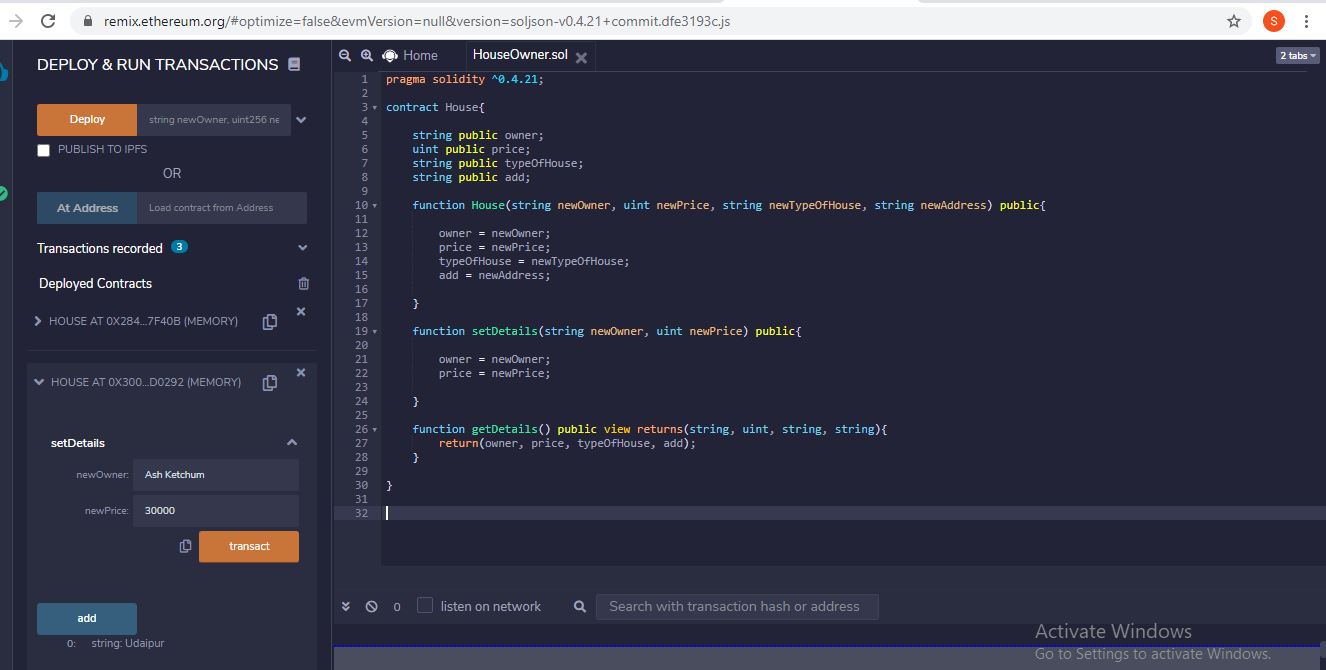 remix.ethereum.org/#optimize=false&evmVersion=null&version=soljson-v0.4.21+commit.dfe3193c.js
S
DEPLOY & RUN TRANSACTIONS
Deploy string newOwner, uint256 ne
PUBLISH TO IPFS
OR
At Address Load contract from Address
Transactions recorded 3
Deployed Contracts
HOUSE AT 0X284...7F40B (MEMORY)
HOUSE AT 0X300...D0292 (MEMORY)
setDetails
newOwner: Ash Ketchum
newPrice: 30000
transact
add
0: string: Udaipur
Home HouseOwner.sol 2 tabs
1 pragma solidity ^0.4.21;
2
3 contract House{
4
5 string public owner;
6 uint public price;
7 string public typeOfHouse;
8 string public add;
9
10 function House(string newOwner, uint newPrice, string newTypeOfHouse, string newAddress) public{
11
12 owner = newOwner;
13 price = newPrice;
14 typeOfHouse = newTypeOfHouse;
15 add = newAddress;
16
17 }
18
19 function setDetails(string newOwner, uint newPrice) public{
20
21 owner = newOwner;
22 price = newPrice;
23
24 }
25
26 function getDetails() public view returns(string, uint, string, string){
27 return(owner, price, typeOfHouse, add);
28 }
29
30 }
31
32
0 listen on network Search with transaction hash or address
Activate Windows
Go to Settings to activate Windows.